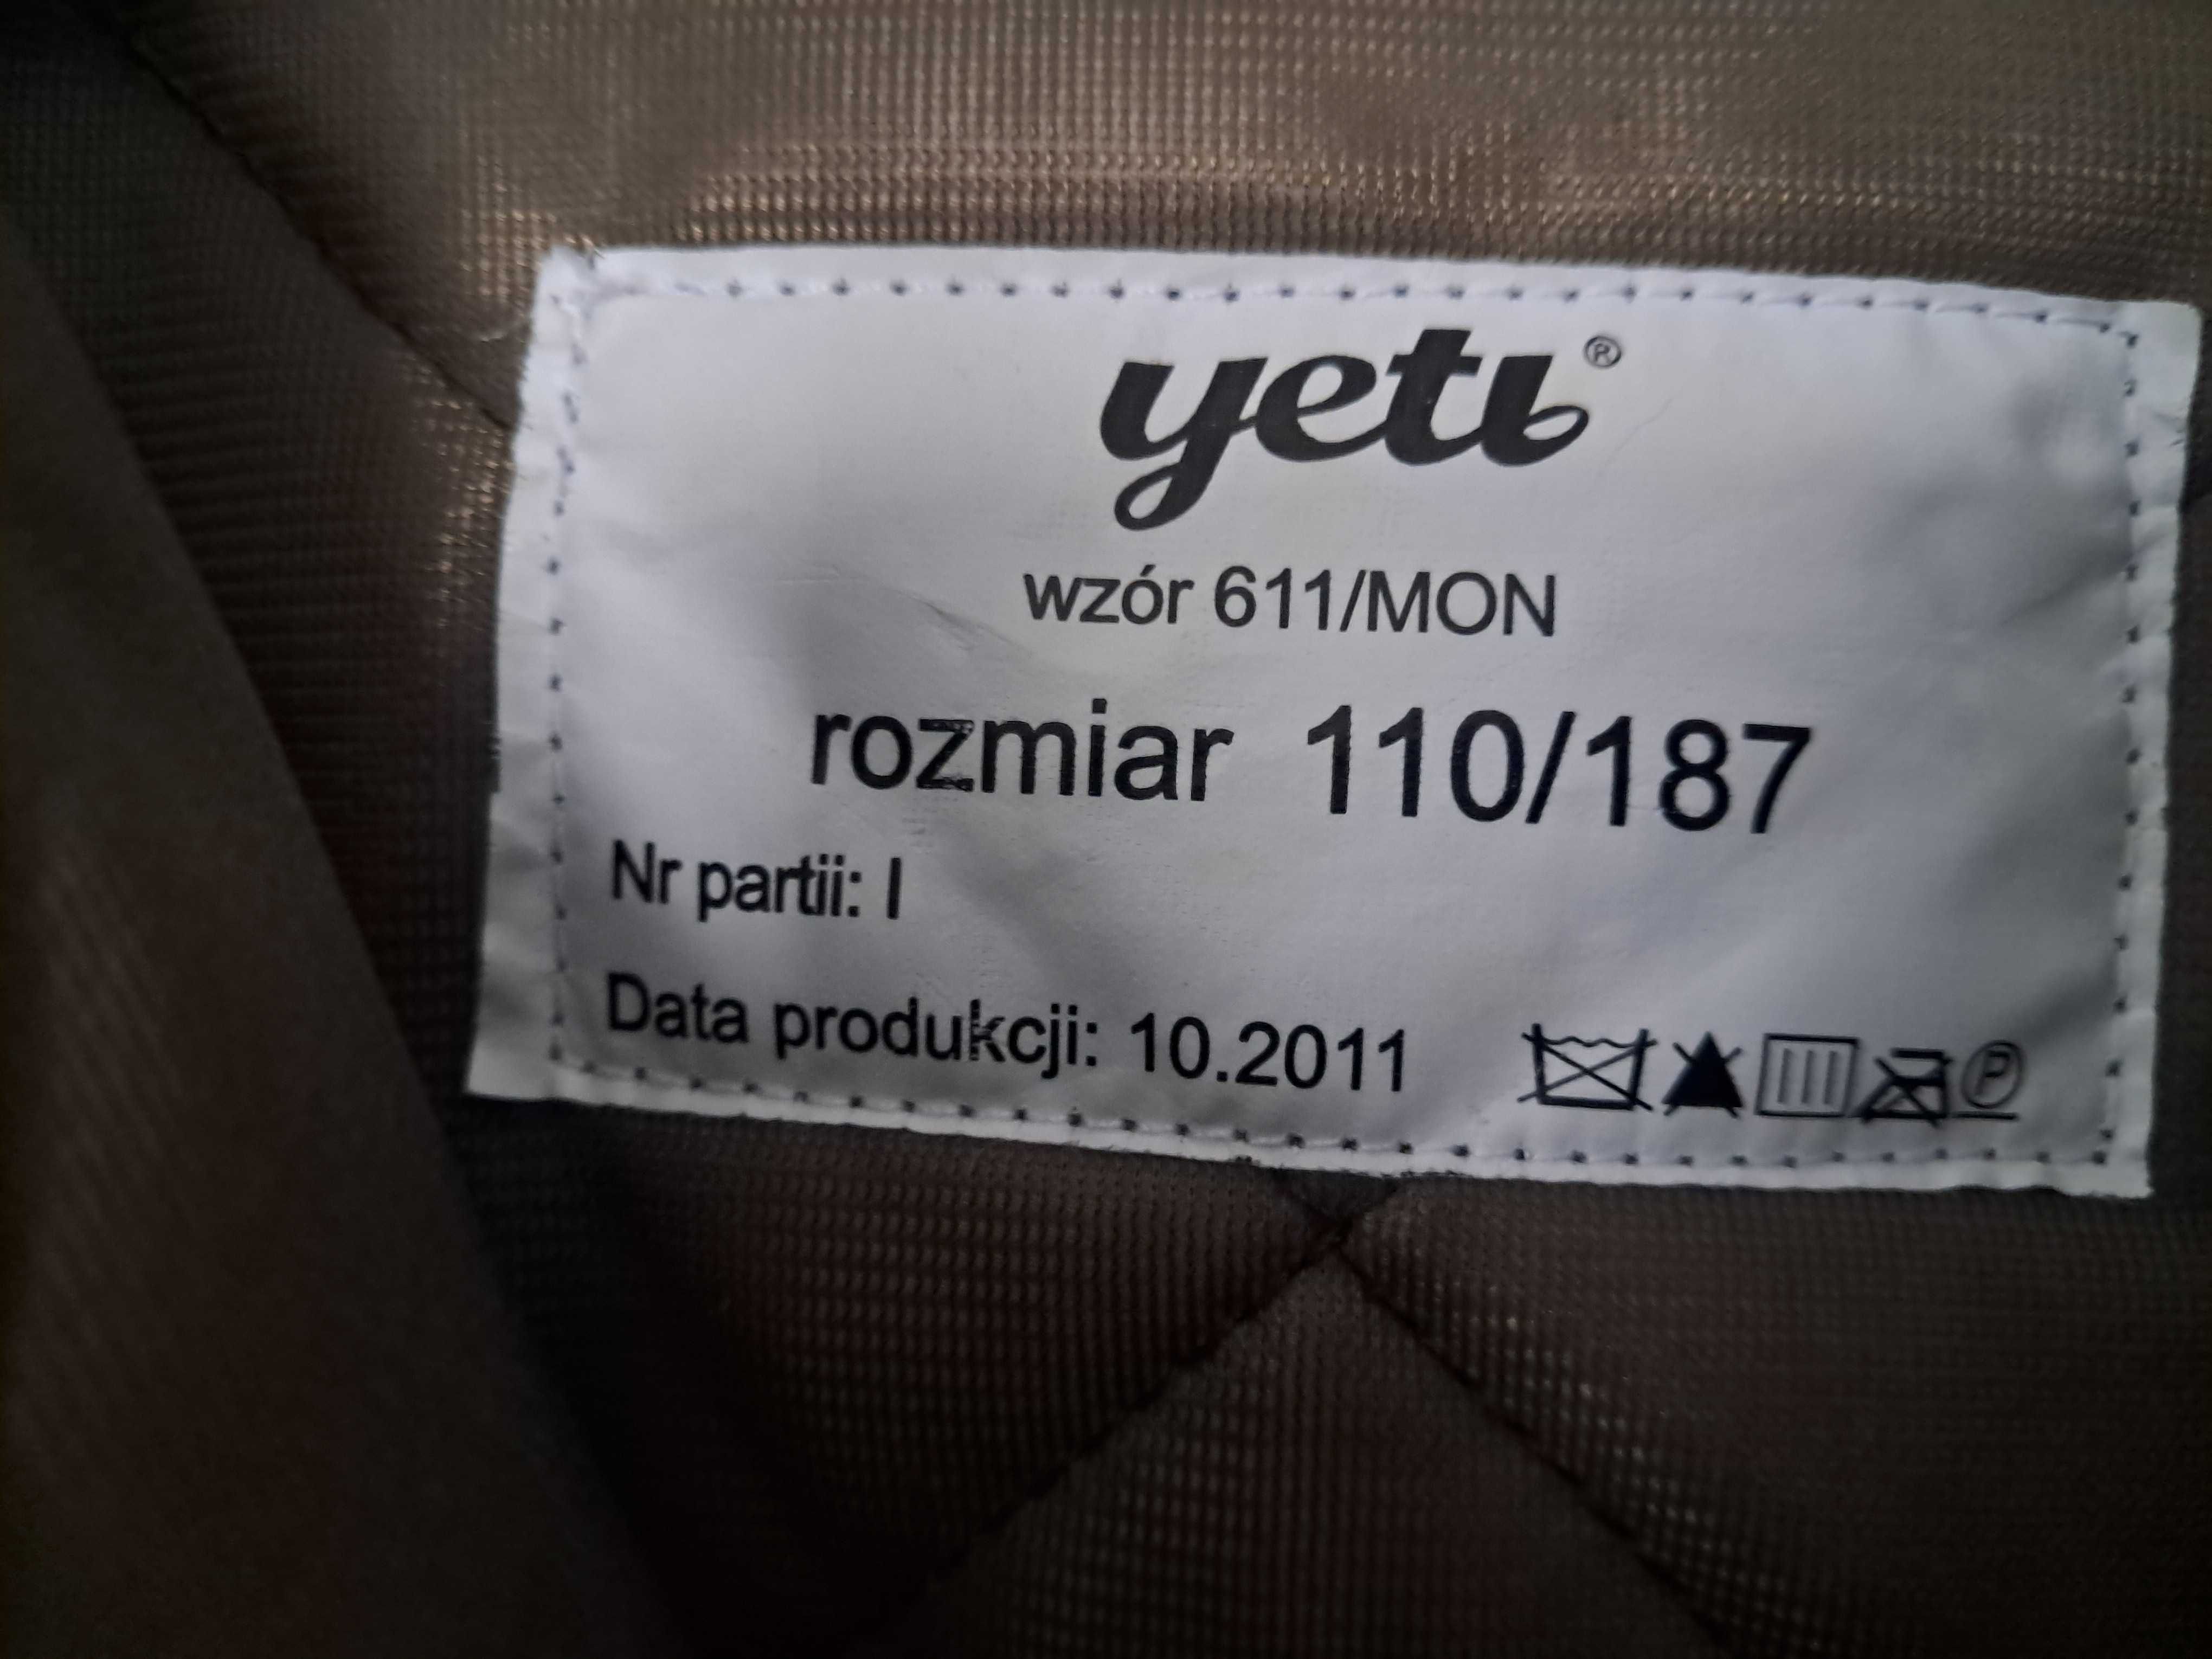 yeti®
wzór 611/MON
rozmiar 110/187
Nr partii: I
Data produkcji: 10.2011 P